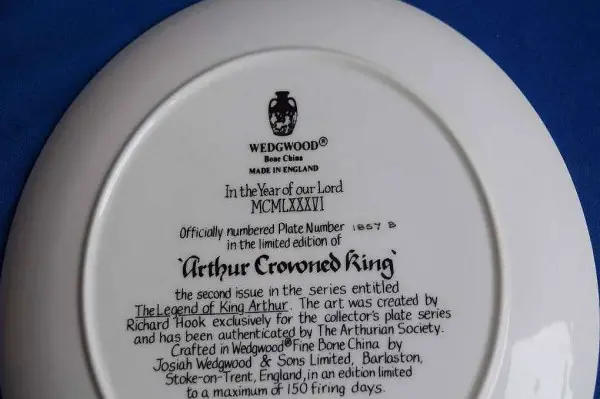 WEDGWOOD®
Bone China
MADE IN ENGLAND
In the Year of our Lord
MCMLXXXVI
Officially numbered Plate Number 1857 B
in the limited edition of
'Arthur Crowned King'
the second issue in the series entitled
The Legend of King Arthur. The art was created by
Richard Hook exclusively for the collector's plate series
and has been authenticated by The Arthurian Society.
Crafted in Wedgwood® Fine Bone China by
Josiah Wedgwood & Sons Limited, Barlaston,
Stoke-on-Trent, England, in an edition limited
to a maximum of 150 firing days.